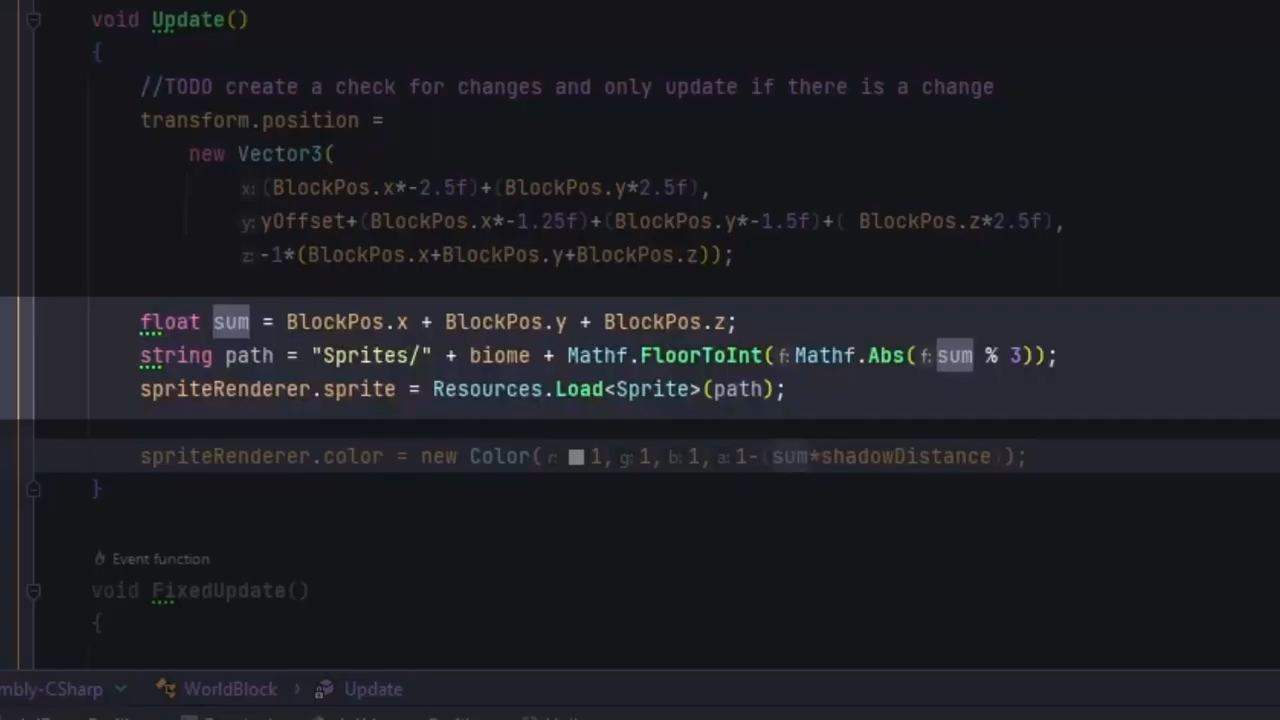 void Update()
{
//TODO create a check for changes and only update if there is a change
transform.position =
new Vector3(
x: (BlockPos.x*-2.5f)+(BlockPos.y*2.5f),
y: yOffset+(BlockPos.x*-1.25f)+(BlockPos.y*-1.5f)+( BlockPos.z*2.5f),
z: -1*(BlockPos.x+BlockPos.y+BlockPos.z));
float sum = BlockPos.x + BlockPos.y + BlockPos.z;
string path = "Sprites/" + biome + Mathf.FloorToInt( f: Mathf.Abs( f: sum % 3));
spriteRenderer.sprite = Resources.Load<Sprite>(path);
spriteRenderer.color = new Color( r: 1, g: 1, b: 1, a: 1-(sum*shadowDistance));
}
Event function
void FixedUpdate()
{
mbly-CSharp WorldBlock › Update